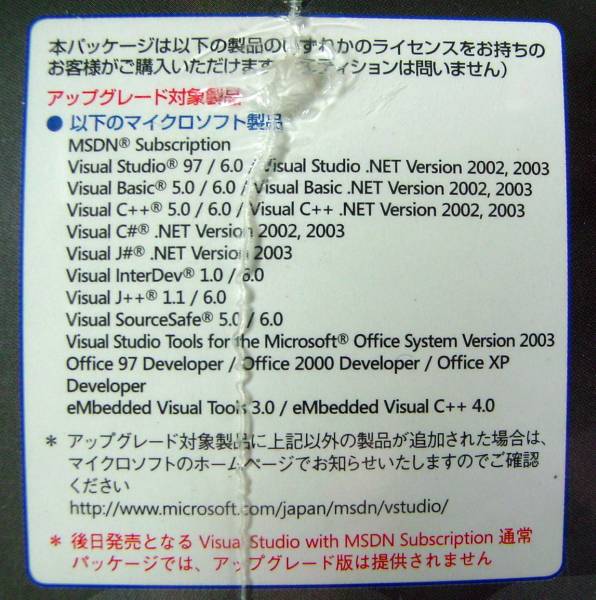 本パッケージは以下の製品のいずれかのライセンスをお持ちの
お客様がご購入いただけます（エディションは問いません）
アップグレード対象製品
● 以下のマイクロソフト製品
MSDN® Subscription
Visual Studio® 97 / 6.0 / Visual Studio .NET Version 2002, 2003
Visual Basic® 5.0 / 6.0 / Visual Basic .NET Version 2002, 2003
Visual C++® 5.0 / 6.0 / Visual C++ .NET Version 2002, 2003
Visual C#® .NET Version 2002, 2003
Visual J#® .NET Version 2003
Visual InterDev® 1.0 / 6.0
Visual J++® 1.1 / 6.0
Visual SourceSafe® 5.0 / 6.0
Visual Studio Tools for the Microsoft® Office System Version 2003
Office 97 Developer / Office 2000 Developer / Office XP
Developer
eMbedded Visual Tools 3.0 / eMbedded Visual C++ 4.0
* アップグレード対象製品に上記以外の製品が追加された場合は、
マイクロソフトのホームページでお知らせいたしますのでご確認
ください
http://www.microsoft.com/japan/msdn/vstudio/
* 後日発売となる Visual Studio with MSDN Subscription 通常
パッケージでは、アップグレード版は提供されません